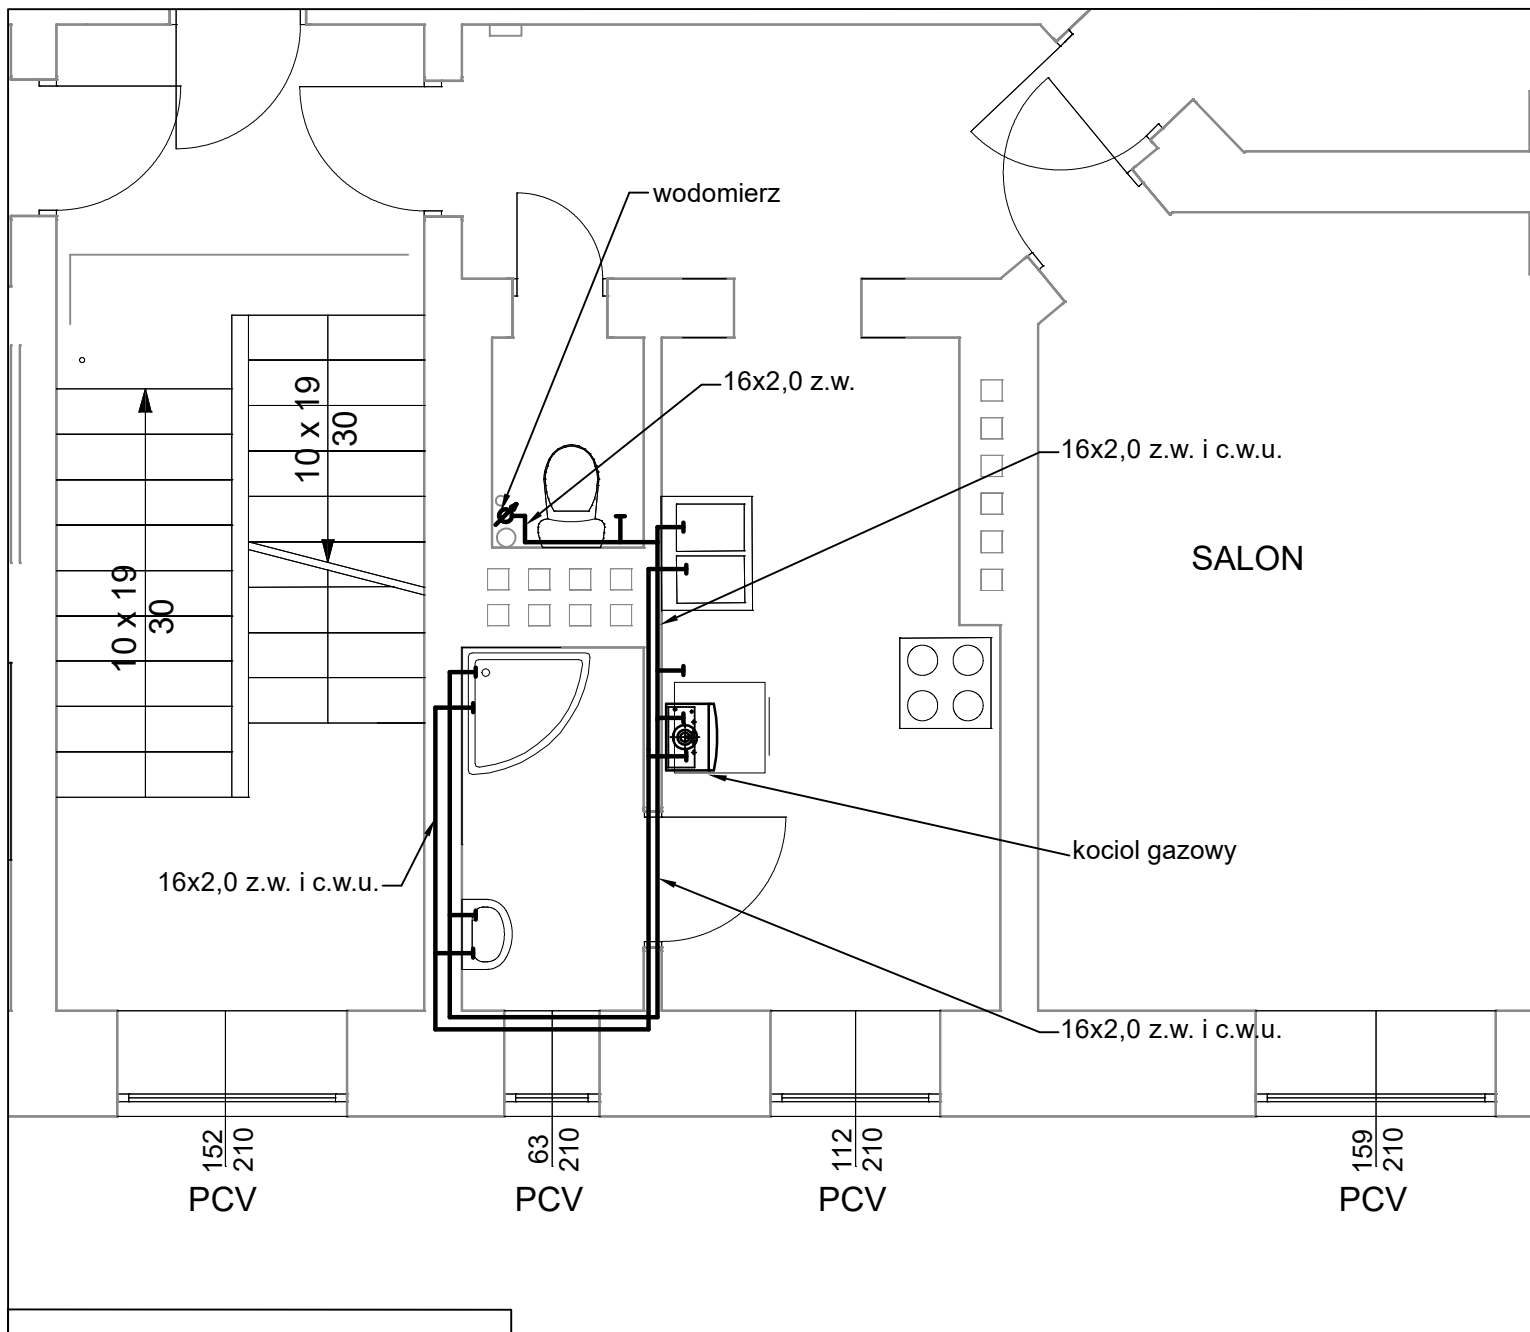 wodomierz
16x2,0 z.w.
10 x 19
30
16x2,0 z.w. i c.w.u.
SALON
10 x 19
30
kociol gazowy
16x2,0 z.w. i c.w.u.
16x2,0 z.w. i c.w.u.
152
210
63
210
112
210
159
210
PCV
PCV
PCV
PCV